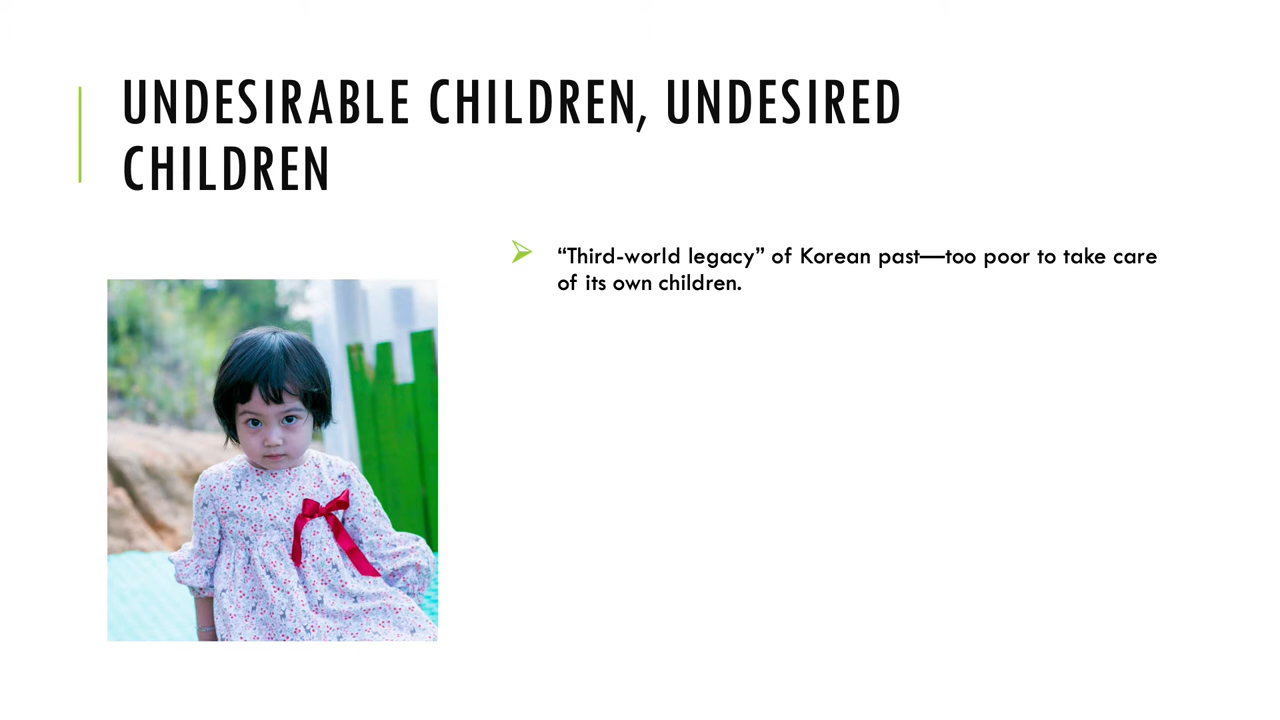 UNDESIRABLE CHILDREN, UNDESIRED
CHILDREN
“Third-world legacy” of Korean past—too poor to take care
of its own children.